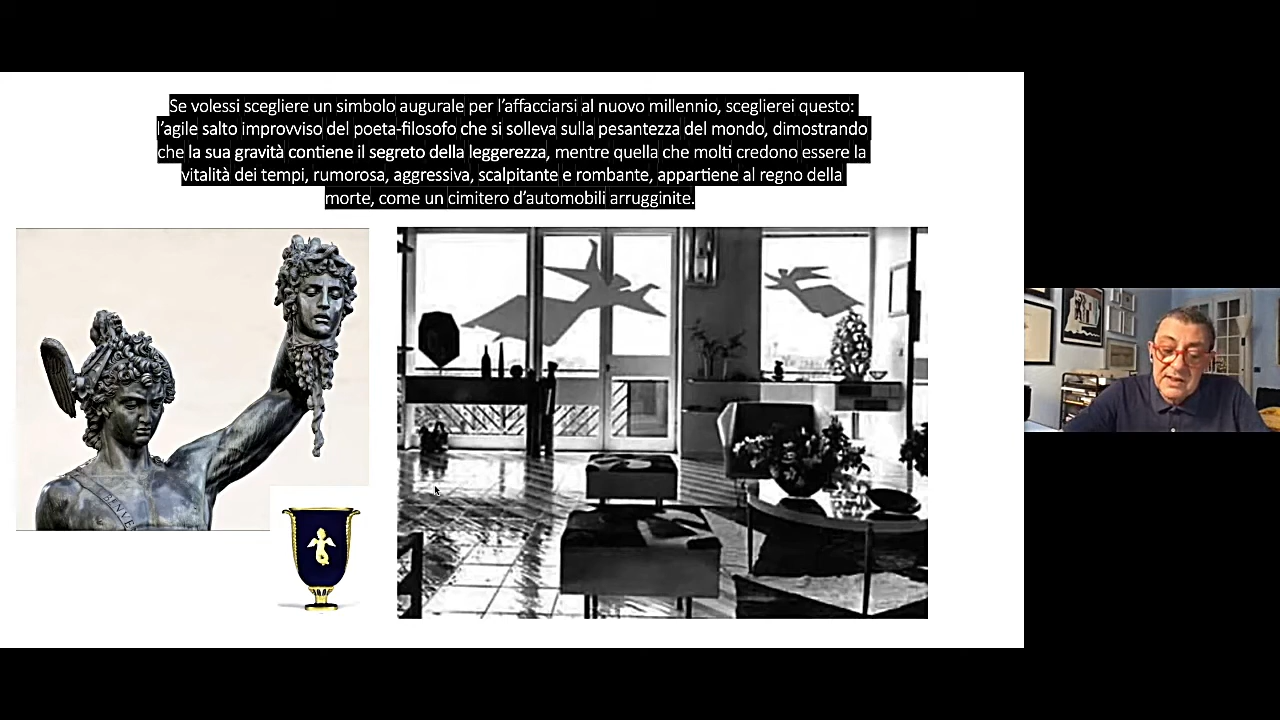 Se volessi scegliere un simbolo augurale per l’affacciarsi al nuovo millennio, sceglierei questo:
l’agile salto improvviso del poeta-filosofo che si solleva sulla pesantezza del mondo, dimostrando
che la sua gravità contiene il segreto della leggerezza, mentre quella che molti credono essere la
vitalità dei tempi, rumorosa, aggressiva, scalpitante e rombante, appartiene al regno della
morte, come un cimitero d’automobili arrugginite.